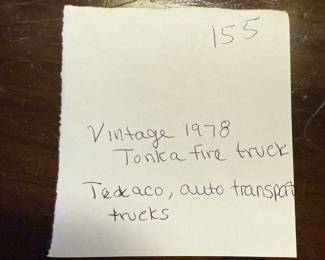 155
Vintage 1978
Tonka fire truck
Texaco, auto transport
trucks